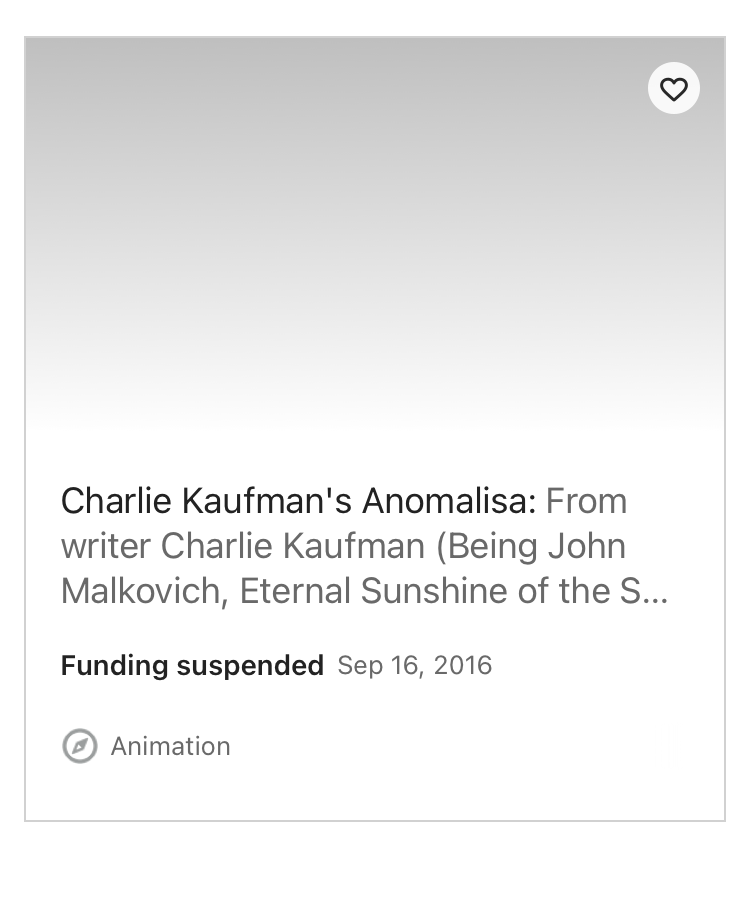 Charlie Kaufman's Anomalisa: From
writer Charlie Kaufman (Being John
Malkovich, Eternal Sunshine of the S...
Funding suspended Sep 16, 2016
Animation